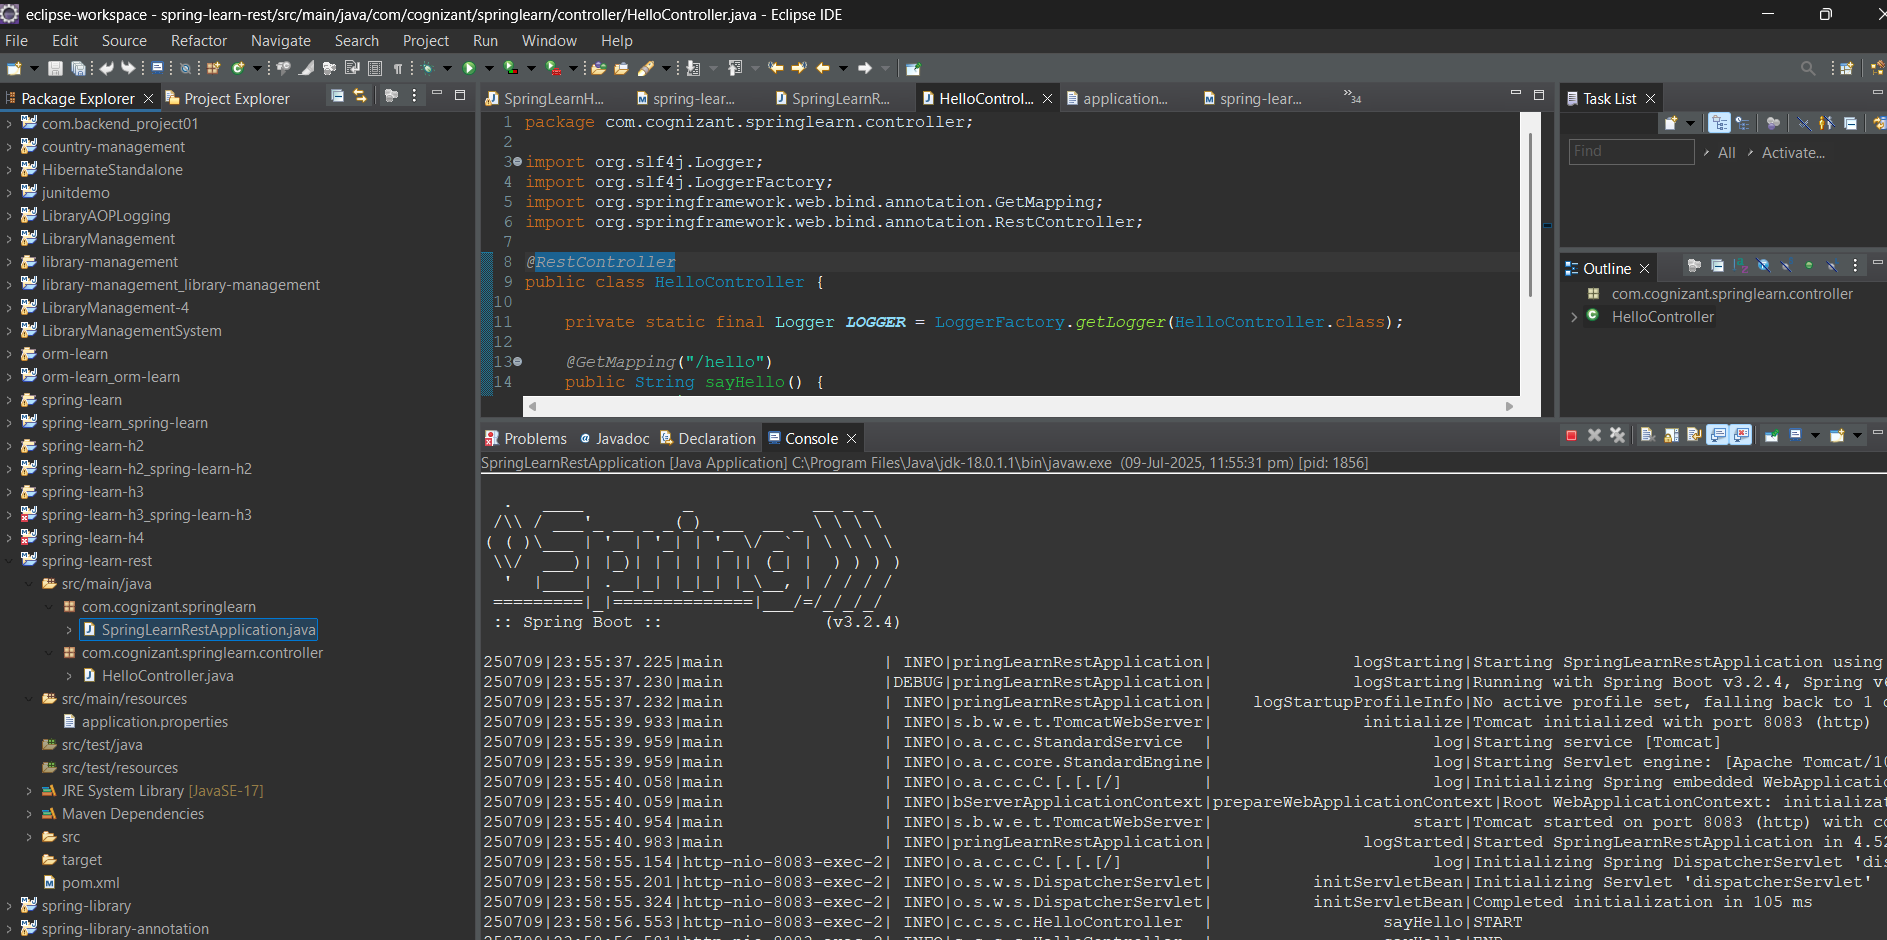 eclipse-workspace - spring-learn-rest/src/main/java/com/cognizant/springlearn/controller/HelloController.java - Eclipse IDE
File Edit Source Refactor Navigate Search Project Run Window Help
Package Explorer
Project Explorer
com.backend_project01
country-management
HibernateStandalone
junitdemo
LibraryAOPLogging
LibraryManagement
library-management
library-management_library-management
LibraryManagement-4
LibraryManagementSystem
orm-learn
orm-learn_orm-learn
spring-learn
spring-learn_spring-learn
spring-learn-h2
spring-learn-h2_spring-learn-h2
spring-learn-h3
spring-learn-h3_spring-learn-h3
spring-learn-h4
spring-learn-rest
src/main/java
com.cognizant.springlearn
SpringLearnRestApplication.java
com.cognizant.springlearn.controller
HelloController.java
src/main/resources
application.properties
src/test/java
src/test/resources
JRE System Library [JavaSE-17]
Maven Dependencies
src
target
pom.xml
spring-library
spring-library-annotation
SpringLearnH... spring-lear... SpringLearnR... HelloControl... application... spring-lear... »34
1 package com.cognizant.springlearn.controller;
2
3 import org.slf4j.Logger;
4 import org.slf4j.LoggerFactory;
5 import org.springframework.web.bind.annotation.GetMapping;
6 import org.springframework.web.bind.annotation.RestController;
7
8 @RestController
9 public class HelloController {
10
11 private static final Logger LOGGER = LoggerFactory.getLogger(HelloController.class);
12
13 @GetMapping("/hello")
14 public String sayHello() {
Task List
Find All Activate...
Outline
com.cognizant.springlearn.controller
HelloController
Problems Javadoc Declaration Console
SpringLearnRestApplication [Java Application] C:\Program Files\Java\jdk-18.0.1.1\bin\javaw.exe (09-Jul-2025, 11:55:31 pm) [pid: 1856]
Spring
:: Spring Boot :: (v3.2.4)
250709|23:55:37.225|main | INFO|pringLearnRestApplication| logStarting|Starting SpringLearnRestApplication using
250709|23:55:37.230|main |DEBUG|pringLearnRestApplication| logStarting|Running with Spring Boot v3.2.4, Spring v6
250709|23:55:37.232|main | INFO|pringLearnRestApplication| logStartupProfileInfo|No active profile set, falling back to 1
250709|23:55:39.933|main | INFO|s.b.w.e.t.TomcatWebServer| initialize|Tomcat initialized with port 8083 (http)
250709|23:55:39.959|main | INFO|o.a.c.c.StandardService | log|Starting service [Tomcat]
250709|23:55:39.959|main | INFO|o.a.c.core.StandardEngine| log|Starting Servlet engine: [Apache Tomcat/10
250709|23:55:40.058|main | INFO|o.a.c.c.C.[.[.[/] | log|Initializing Spring embedded WebApplicatio
250709|23:55:40.059|main | INFO|bServerApplicationContext|prepareWebApplicationContext|Root WebApplicationContext: initializat
250709|23:55:40.954|main | INFO|s.b.w.e.t.TomcatWebServer| start|Tomcat started on port 8083 (http) with co
250709|23:55:40.983|main | INFO|pringLearnRestApplication| logStarted|Started SpringLearnRestApplication in 4.52
250709|23:58:55.154|http-nio-8083-exec-2| INFO|o.a.c.c.C.[.[.[/] | log|Initializing Spring DispatcherServlet 'dis
250709|23:58:55.201|http-nio-8083-exec-2| INFO|o.s.w.s.DispatcherServlet| initServletBean|Initializing Servlet 'dispatcherServlet'
250709|23:58:55.324|http-nio-8083-exec-2| INFO|o.s.w.s.DispatcherServlet| initServletBean|Completed initialization in 105 ms
250709|23:58:56.553|http-nio-8083-exec-2| INFO|c.c.s.c.HelloController | sayHello|START